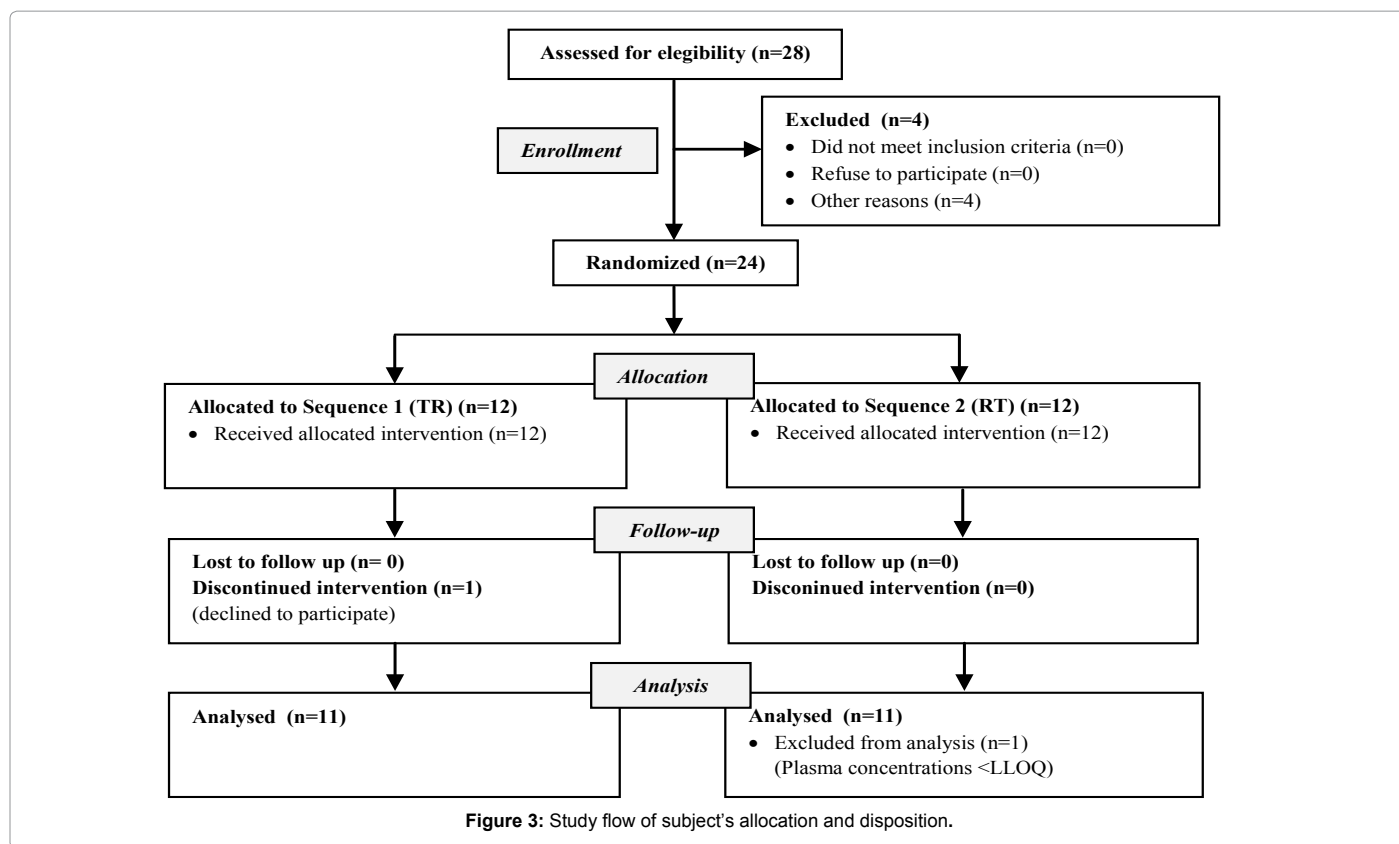 Assessed for elegibility (n=28)
Excluded (n=4)
• Did not meet inclusion criteria (n=0)
• Refuse to participate (n=0)
• Other reasons (n=4)
Enrollment
Randomized (n=24)
Allocation
Allocated to Sequence 1 (TR) (n=12)
• Received allocated intervention (n=12)
Allocated to Sequence 2 (RT) (n=12)
• Received allocated intervention (n=12)
Follow-up
Lost to follow up (n= 0)
Discontinued intervention (n=1)
(declined to participate)
Lost to follow up (n=0)
Disconinued intervention (n=0)
Analysis
Analysed (n=11)
Analysed (n=11)
• Excluded from analysis (n=1)
(Plasma concentrations <LLOQ)
Figure 3: Study flow of subject's allocation and disposition.